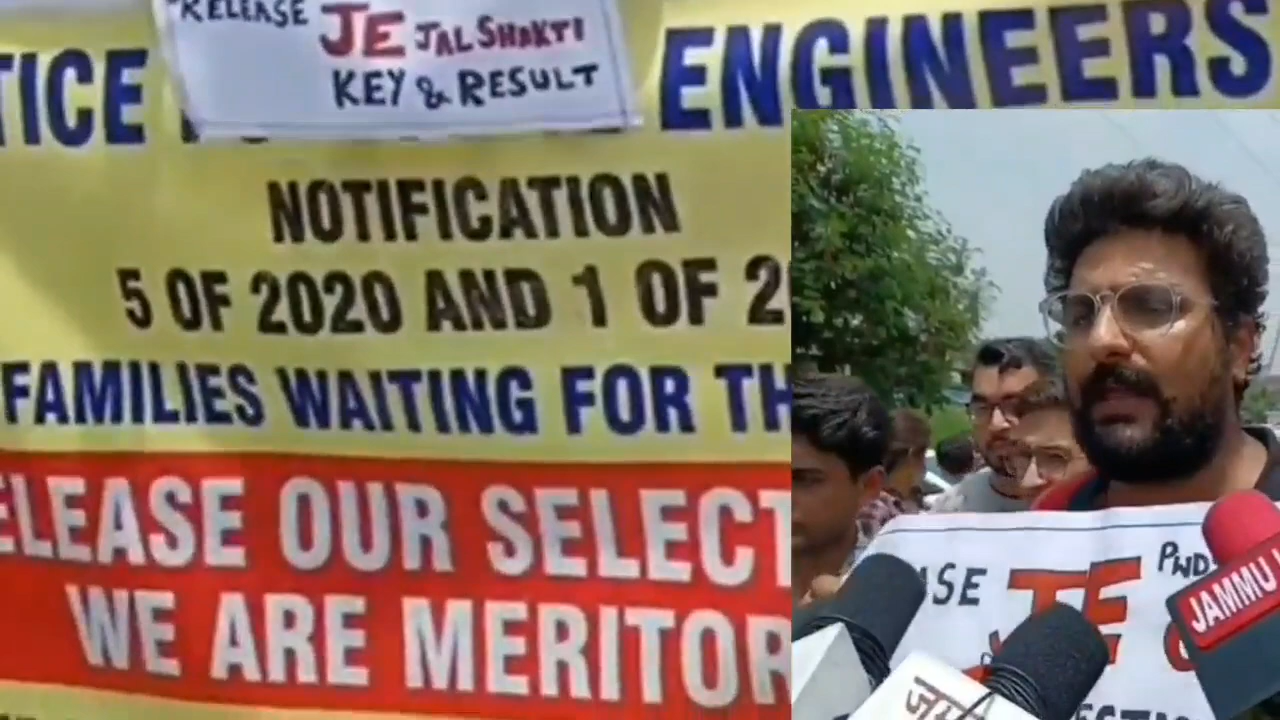 "RELEASE JE JAL SHAKTI
KEY & RESULT
TICE
ENGINEERS
NOTIFICATION
5 OF 2020 AND 1 OF 2
FAMILIES WAITING FOR TH
ELEASE OUR SELECT
WE ARE MERITOR
ASE JE PWD
JAMMU